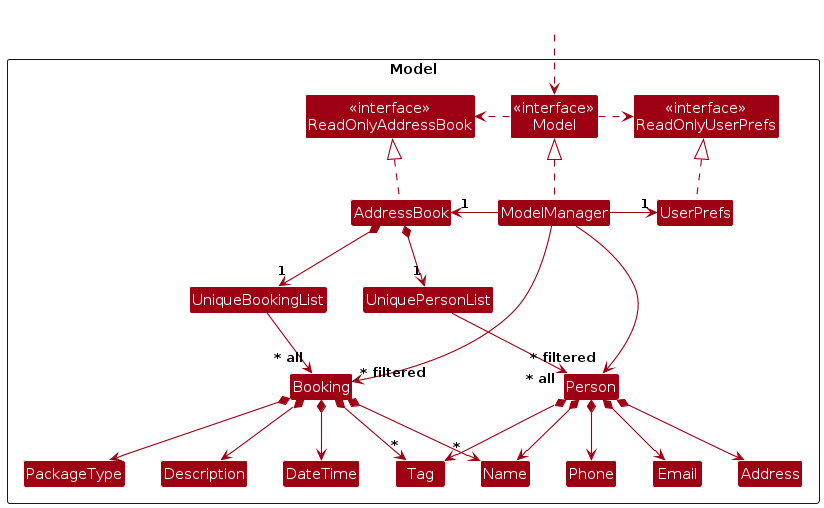 Model
«interface»
ReadOnlyAddressBook
«interface»
Model
«interface»
ReadOnlyUserPrefs
1
1
AddressBook
ModelManager
UserPrefs
1
1
UniqueBookingList
UniquePersonList
* all
* filtered
* filtered
* all
Booking
Person
*
*
PackageType
Description
DateTime
Tag
Name
Phone
Email
Address